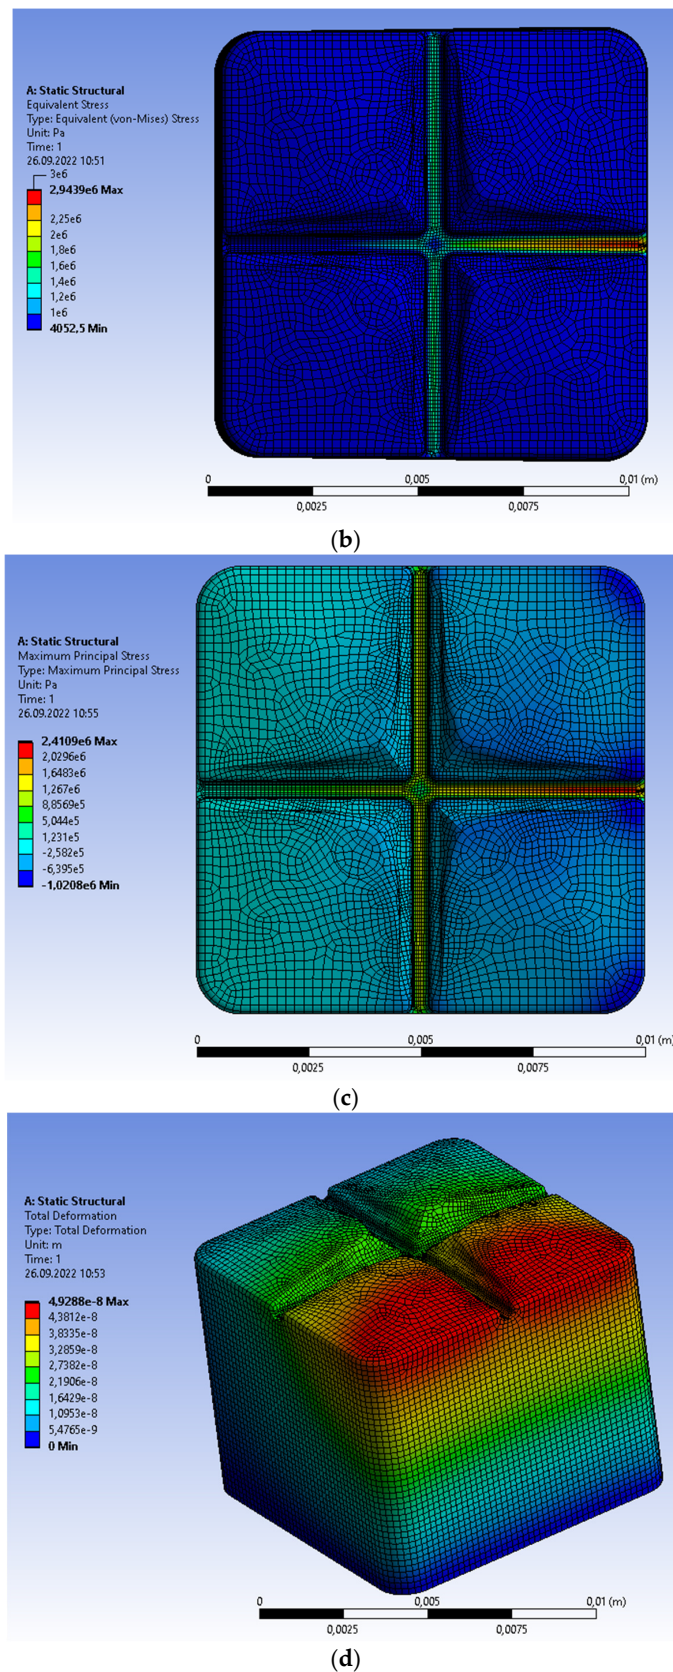 A: Static Structural
Equivalent Stress
Type: Equivalent (von-Mises) Stress
Unit: Pa
Time: 1
26.09.2022 10:51
3e6
2,9439e6 Max
2,25e6
2e6
1,8e6
1,6e6
1,4e6
1,2e6
1e6
4052,5 Min
0
0,005
0,01 (m)
0,0025
0,0075
(b)
A: Static Structural
Maximum Principal Stress
Type: Maximum Principal Stress
Unit: Pa
Time: 1
26.09.2022 10:55
2,4109e6 Max
2,0296e6
1,6483e6
1,267e6
8,8569e5
5,044e5
1,231e5
-2,582e5
-6,395e5
-1,0208e6 Min
0
0,005
0,01 (m)
0,0025
0,0075
(c)
A: Static Structural
Total Deformation
Type: Total Deformation
Unit: m
Time: 1
26.09.2022 10:53
4,9288e-8 Max
4,3812e-8
3,8335e-8
3,2859e-8
2,7382e-8
2,1906e-8
1,6429e-8
1,0953e-8
5,4765e-9
0 Min
0
0,005
0,01 (m)
0,0025
0,0075
(d)